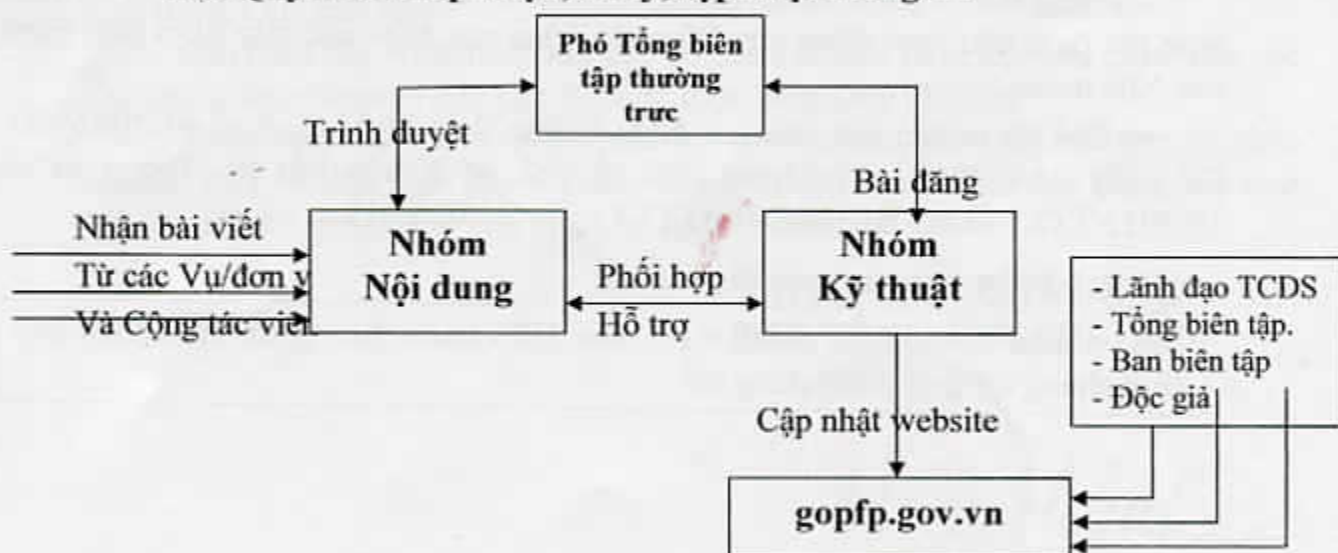 Phó Tổng biên
tập thường
trực
Trình duyệt
Bài đăng
Nhận bài viết
Từ các Vụ/đơn v
Và Cộng tác viên
Nhóm
Nội dung
Phối hợp
Hỗ trợ
Nhóm
Kỹ thuật
- Lãnh đạo TCDS
- Tổng biên tập.
- Ban biên tập
- Độc giả
Cập nhật website
gopfp.gov.vn